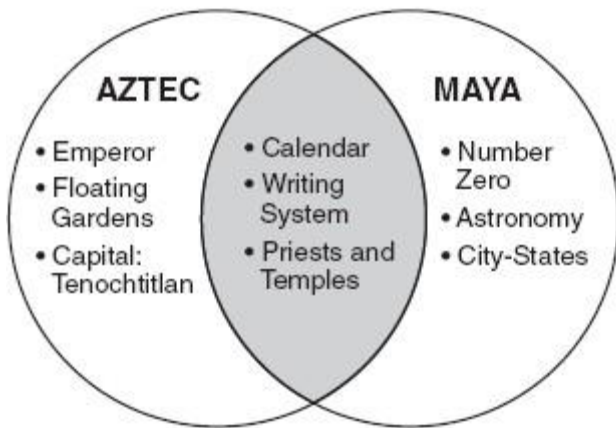 AZTEC
• Emperor
• Floating
Gardens
• Capital:
Tenochtitlan
• Calendar
• Writing
System
• Priests and
Temples
MAYA
• Number
Zero
• Astronomy
• City-States